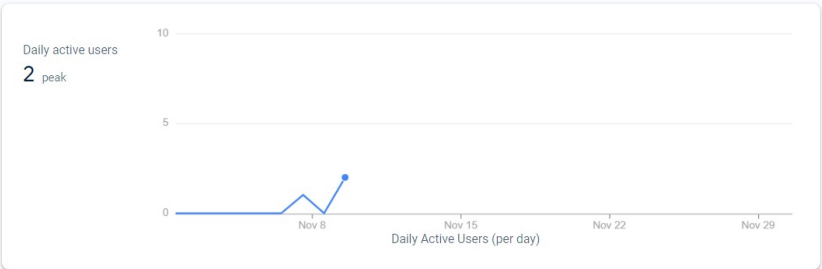 Daily active users
2 peak
10
5
0
Nov 8
Nov 15
Nov 22
Nov 29
Daily Active Users (per day)